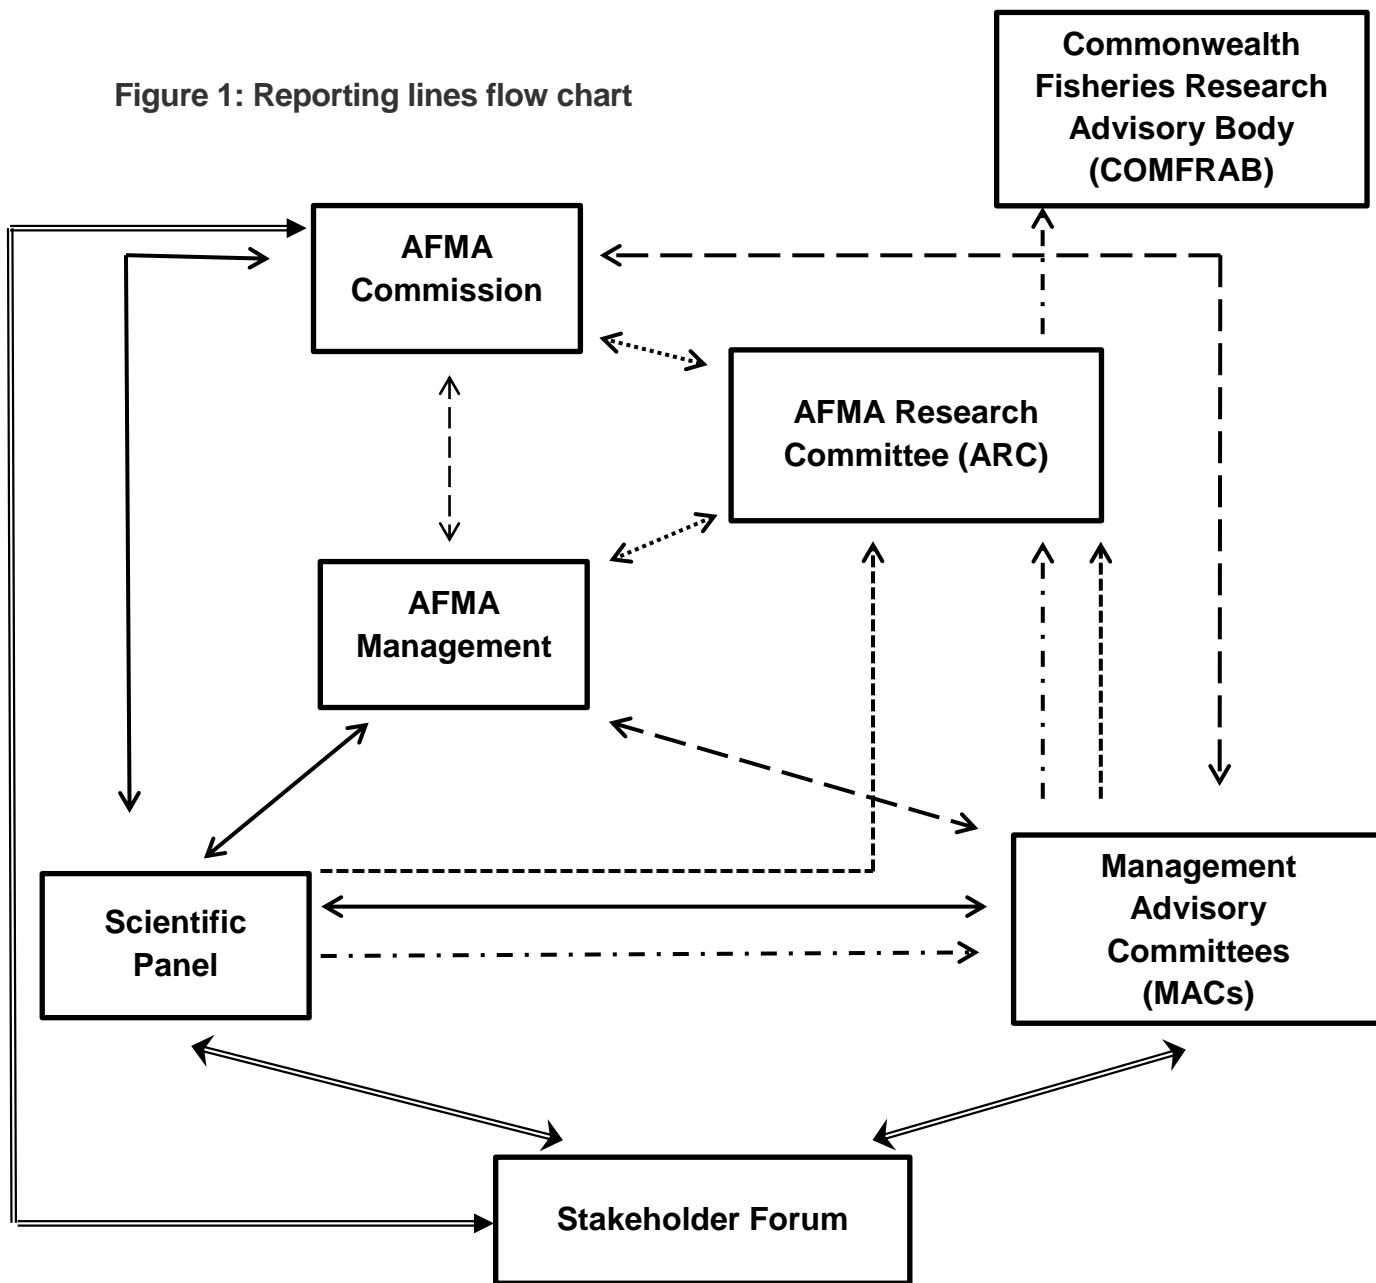 Commonwealth
Fisheries Research
Advisory Body
(COMFRAB)
Figure 1: Reporting lines flow chart
AFMA
Commission
AFMA Research
Committee (ARC)
AFMA
Management
Management
Advisory
Committees
(MACs)
Scientific
Panel
Stakeholder Forum